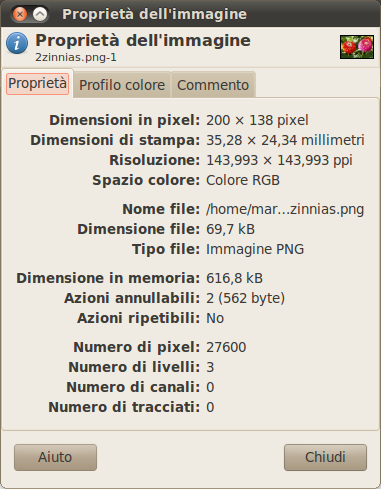 Proprietà dell'immagine
Proprietà dell'immagine
2zinnias.png-1
Proprietà Profilo colore Commento
Dimensioni in pixel: 200 × 138 pixel
Dimensioni di stampa: 35,28 × 24,34 millimetri
Risoluzione: 143,993 × 143,993 ppi
Spazio colore: Colore RGB
Nome file: /home/mar...zinnias.png
Dimensione file: 69,7 kB
Tipo file: Immagine PNG
Dimensione in memoria: 616,8 kB
Azioni annullabili: 2 (562 byte)
Azioni ripetibili: No
Numero di pixel: 27600
Numero di livelli: 3
Numero di canali: 0
Numero di tracciati: 0
Aiuto Chiudi